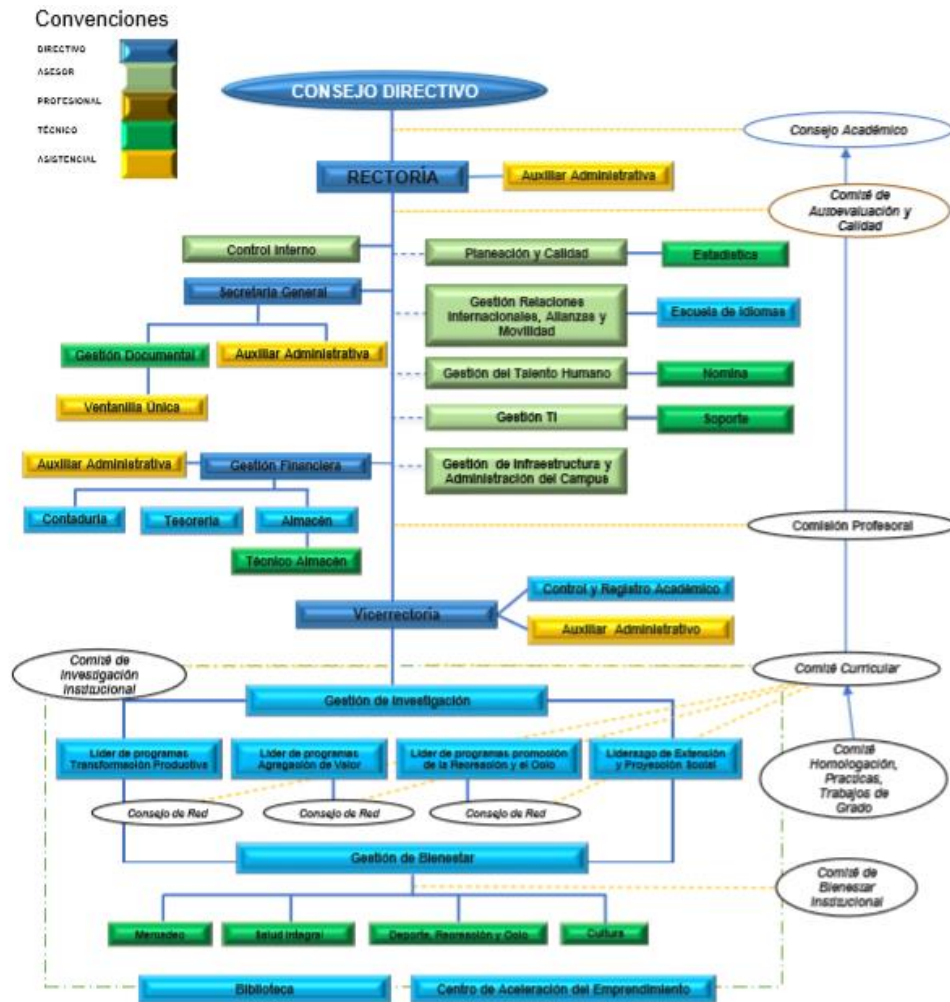 Convenciones
DIRECTIVO
ASESOR
PROFESIONAL
TÉCNICO
ASISTENCIAL
CONSEJO DIRECTIVO
Consejo Académico
RECTORÍA
Auxiliar Administrativa
Comité de
Autoevaluación y
Calidad
Control Interno
Planeación y Calidad
Estadística
Secretaria General
Gestión Relaciones
Internacionales, Alianzas y
Movilidad
Escuela de Idiomas
Gestión Documental
Auxiliar Administrativa
Gestión del Talento Humano
Nomina
Ventanilla Única
Gestión TI
Soporte
Auxiliar Administrativa
Gestión Financiera
Gestión de Infraestructura y
Administración del Campus
Contaduría
Tesorería
Almacén
Comisión Profesoral
Técnico Almacén
Control y Registro Académico
Vicerrectoría
Auxiliar Administrativo
Comité de
Investigación
Institucional
Comité Curricular
Gestión de Investigación
Líder de programas
Transformación Productiva
Líder de programas
Agregación de Valor
Líder de programas promoción
de la Recreación y el Ocio
Liderazgo de Extensión
y Proyección Social
Comité
Homologación,
Practicas,
Trabajos de
Grado
Consejo de Red
Consejo de Red
Consejo de Red
Gestión de Bienestar
Comité de
Bienestar
Institucional
Mercadeo
Salud Integral
Deporte, Recreación y Ocio
Cultura
Biblioteca
Centro de Aceleración del Emprendimiento